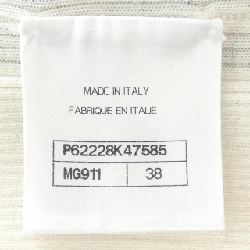 MADE IN ITALY
FABRIQUE EN ITALIE
P62228K47585
MG911 38